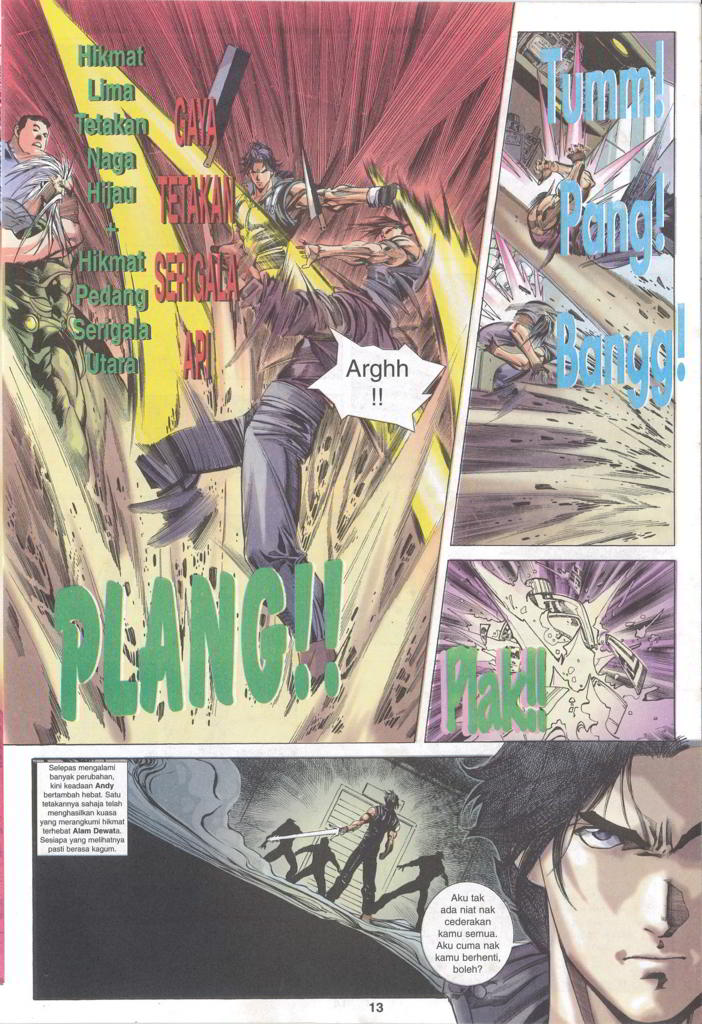 Hikmat
Lima
Tetakan
Naga
Hijau
+
Hikmat
Pedang
Serigala
Utara
GAYA
TETAKAN
SERIGALA
API
Arghh
!!
PLANG!!
Tumm!
Pang!
Bangg!
Plak!!
Selepas mengalami
banyak perubahan,
kini keadaan Andy
bertambah hebat. Satu
tetakannya sahaja telah
menghasilkan kuasa
yang merangkumi hikmat
terhebat Alam Dewata.
Sesiapa yang melihatnya
pasti berasa kagum.
Aku tak
ada niat nak
cederakan
kamu semua.
Aku cuma nak
kamu berhenti,
boleh?
13